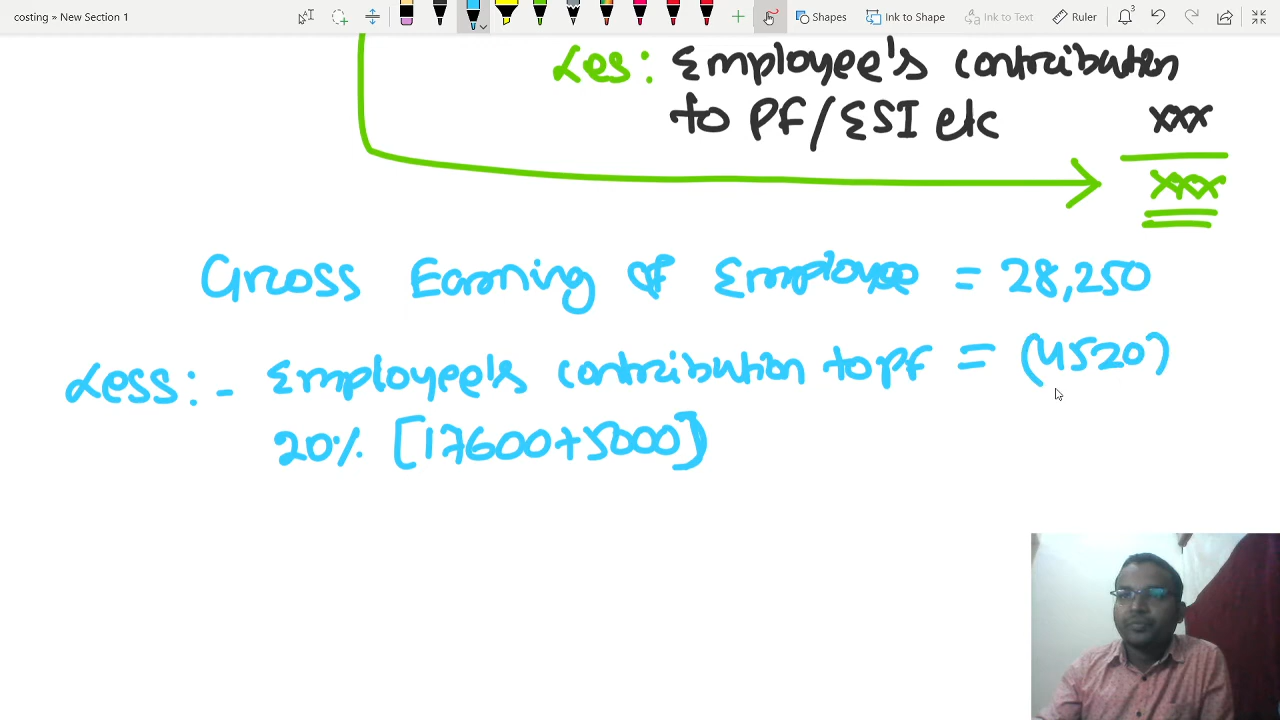 costing » New Section 1
Shapes
Ink to Shape
Ink to Text
Ruler
Les: Employee's contribution
to PF/ESI etc xxx
xxx
Gross Earning of Employee = 28,250
Less:- Employee's contribution to pf = (4520)
20% [17600+5000]